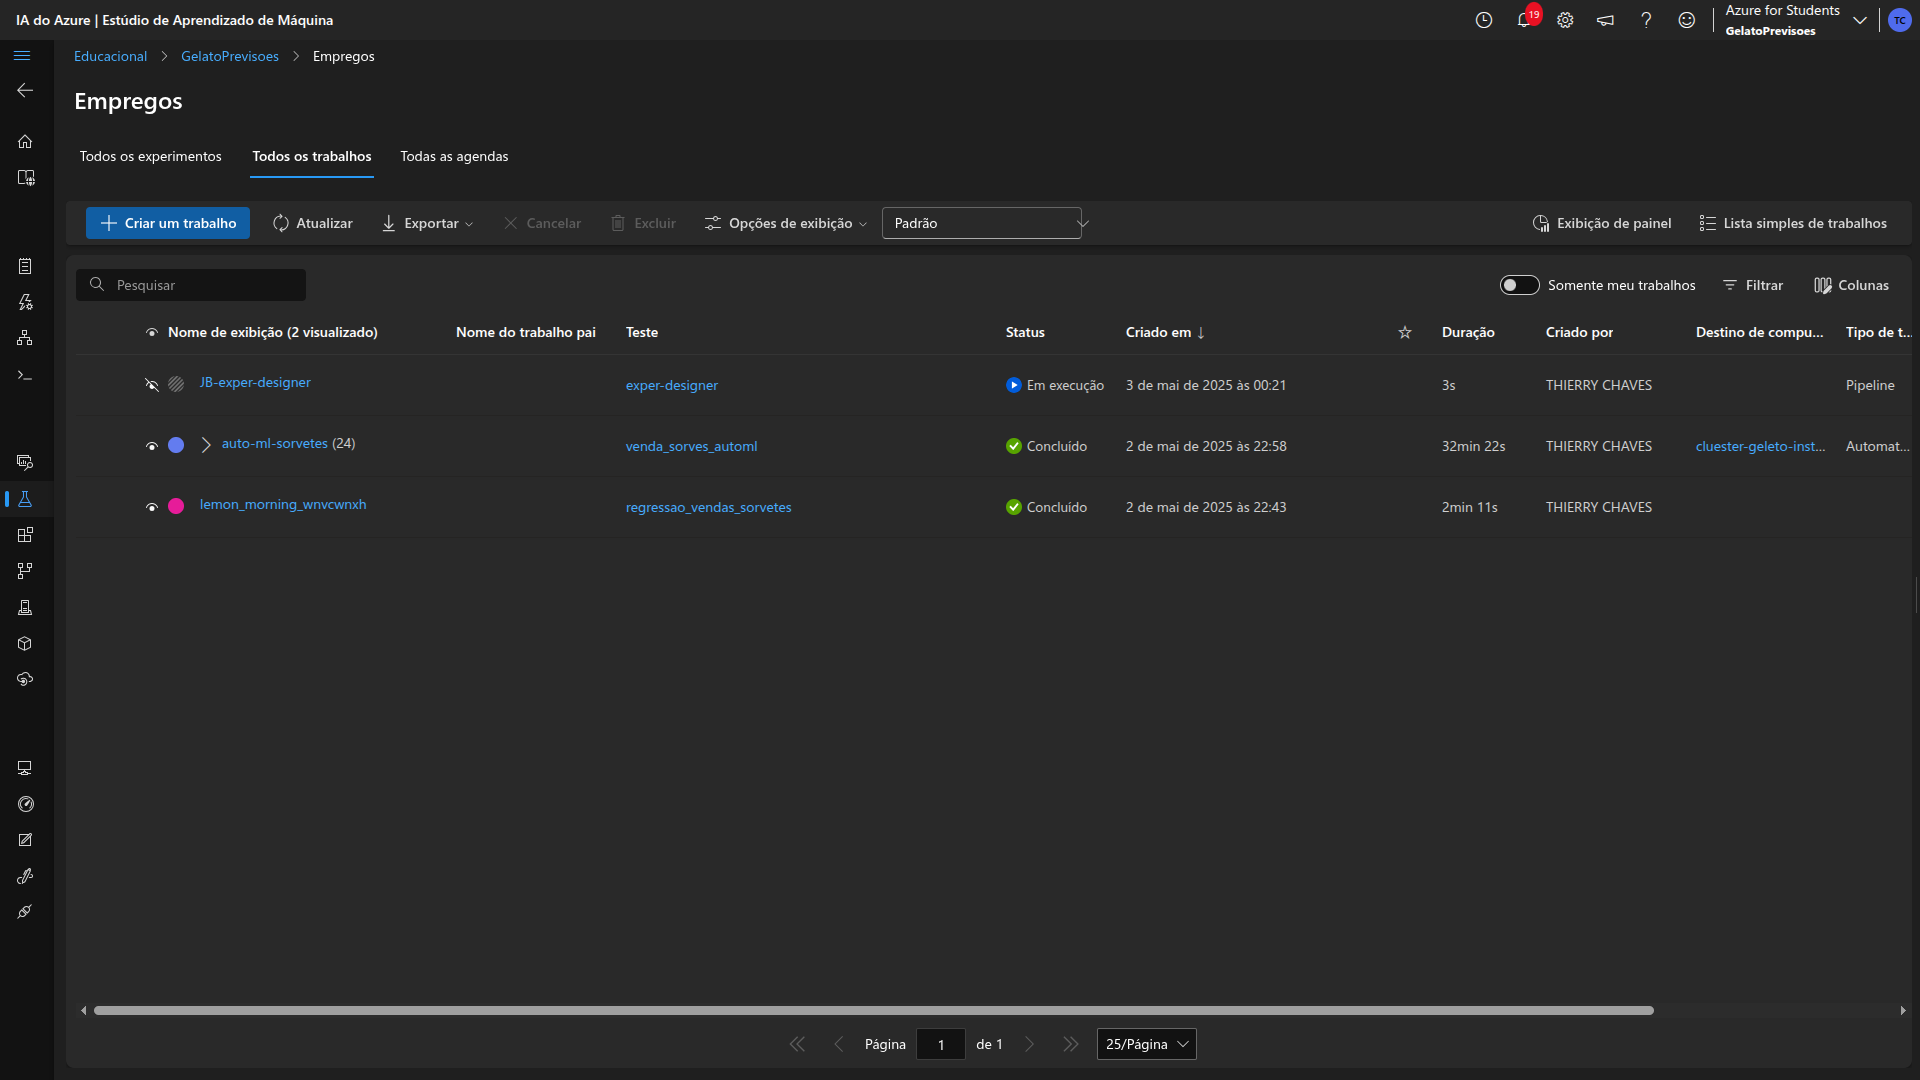 IA do Azure | Estúdio de Aprendizado de Máquina
19
Azure for Students
GelatoPrevisoes
TC
Educacional > GelatoPrevisoes > Empregos
Empregos
Todos os experimentos
Todos os trabalhos
Todas as agendas
Criar um trabalho
Atualizar
Exportar
Cancelar
Excluir
Opções de exibição
Padrão
Exibição de painel
Lista simples de trabalhos
Pesquisar
Somente meu trabalhos
Filtrar
Colunas
Nome de exibição (2 visualizado) Nome do trabalho pai Teste Status Criado em ↓ Duração Criado por Destino de compu... Tipo de t...
JB-exper-designer exper-designer Em execução 3 de mai de 2025 às 00:21 3s THIERRY CHAVES Pipeline
auto-ml-sorvetes (24) venda_sorves_automl Concluído 2 de mai de 2025 às 22:58 32min 22s THIERRY CHAVES cluester-geleto-inst... Automat...
lemon_morning_wnvcwnxh regressao_vendas_sorvetes Concluído 2 de mai de 2025 às 22:43 2min 11s THIERRY CHAVES
Página 1 de 1 25/Página